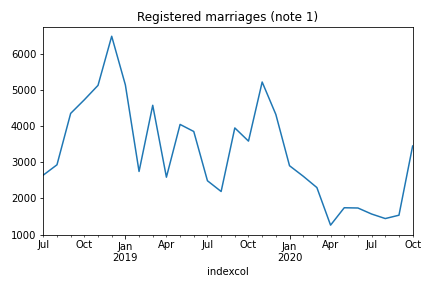 Registered marriages (note 1)
6000
5000
4000
3000
2000
1000
Jul Oct Jan Apr Jul Oct Jan Apr Jul Oct
2019 2020
indexcol